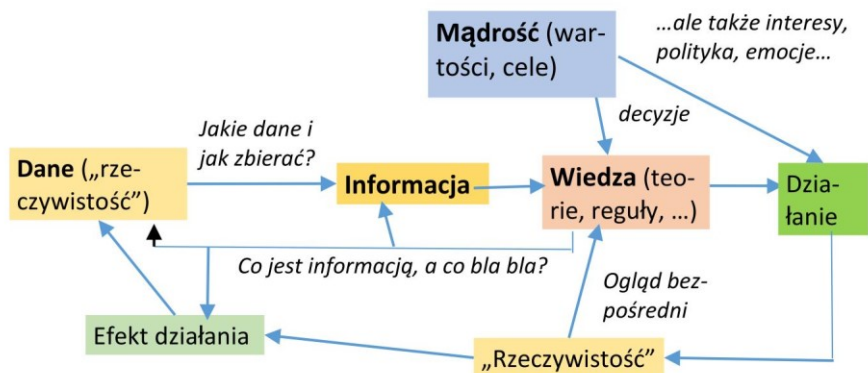 Mądrość (war-
tości, cele)
…ale także interesy,
polityka, emocje…
decyzje
Jakie dane i
jak zbierać?
Dane („rze-
czywistość”)
Informacja
Wiedza (teo-
rie, reguły, …)
Dzia-
łanie
Co jest informacją, a co bla bla?
Ogląd bez-
pośredni
Efekt działania
„Rzeczywistość”